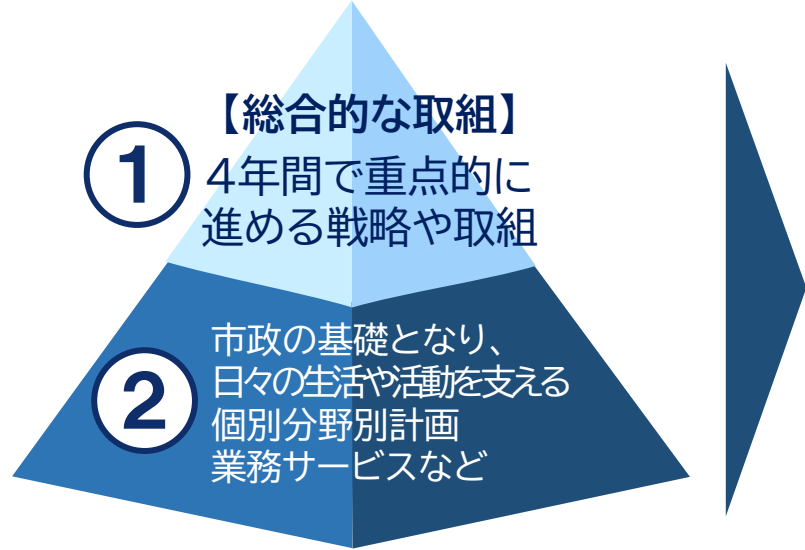 ①
【総合的な取組】
4年間で重点的に
進める戦略や取組
②
市政の基礎となり、
日々の生活や活動を支える
個別分野別計画
業務サービスなど